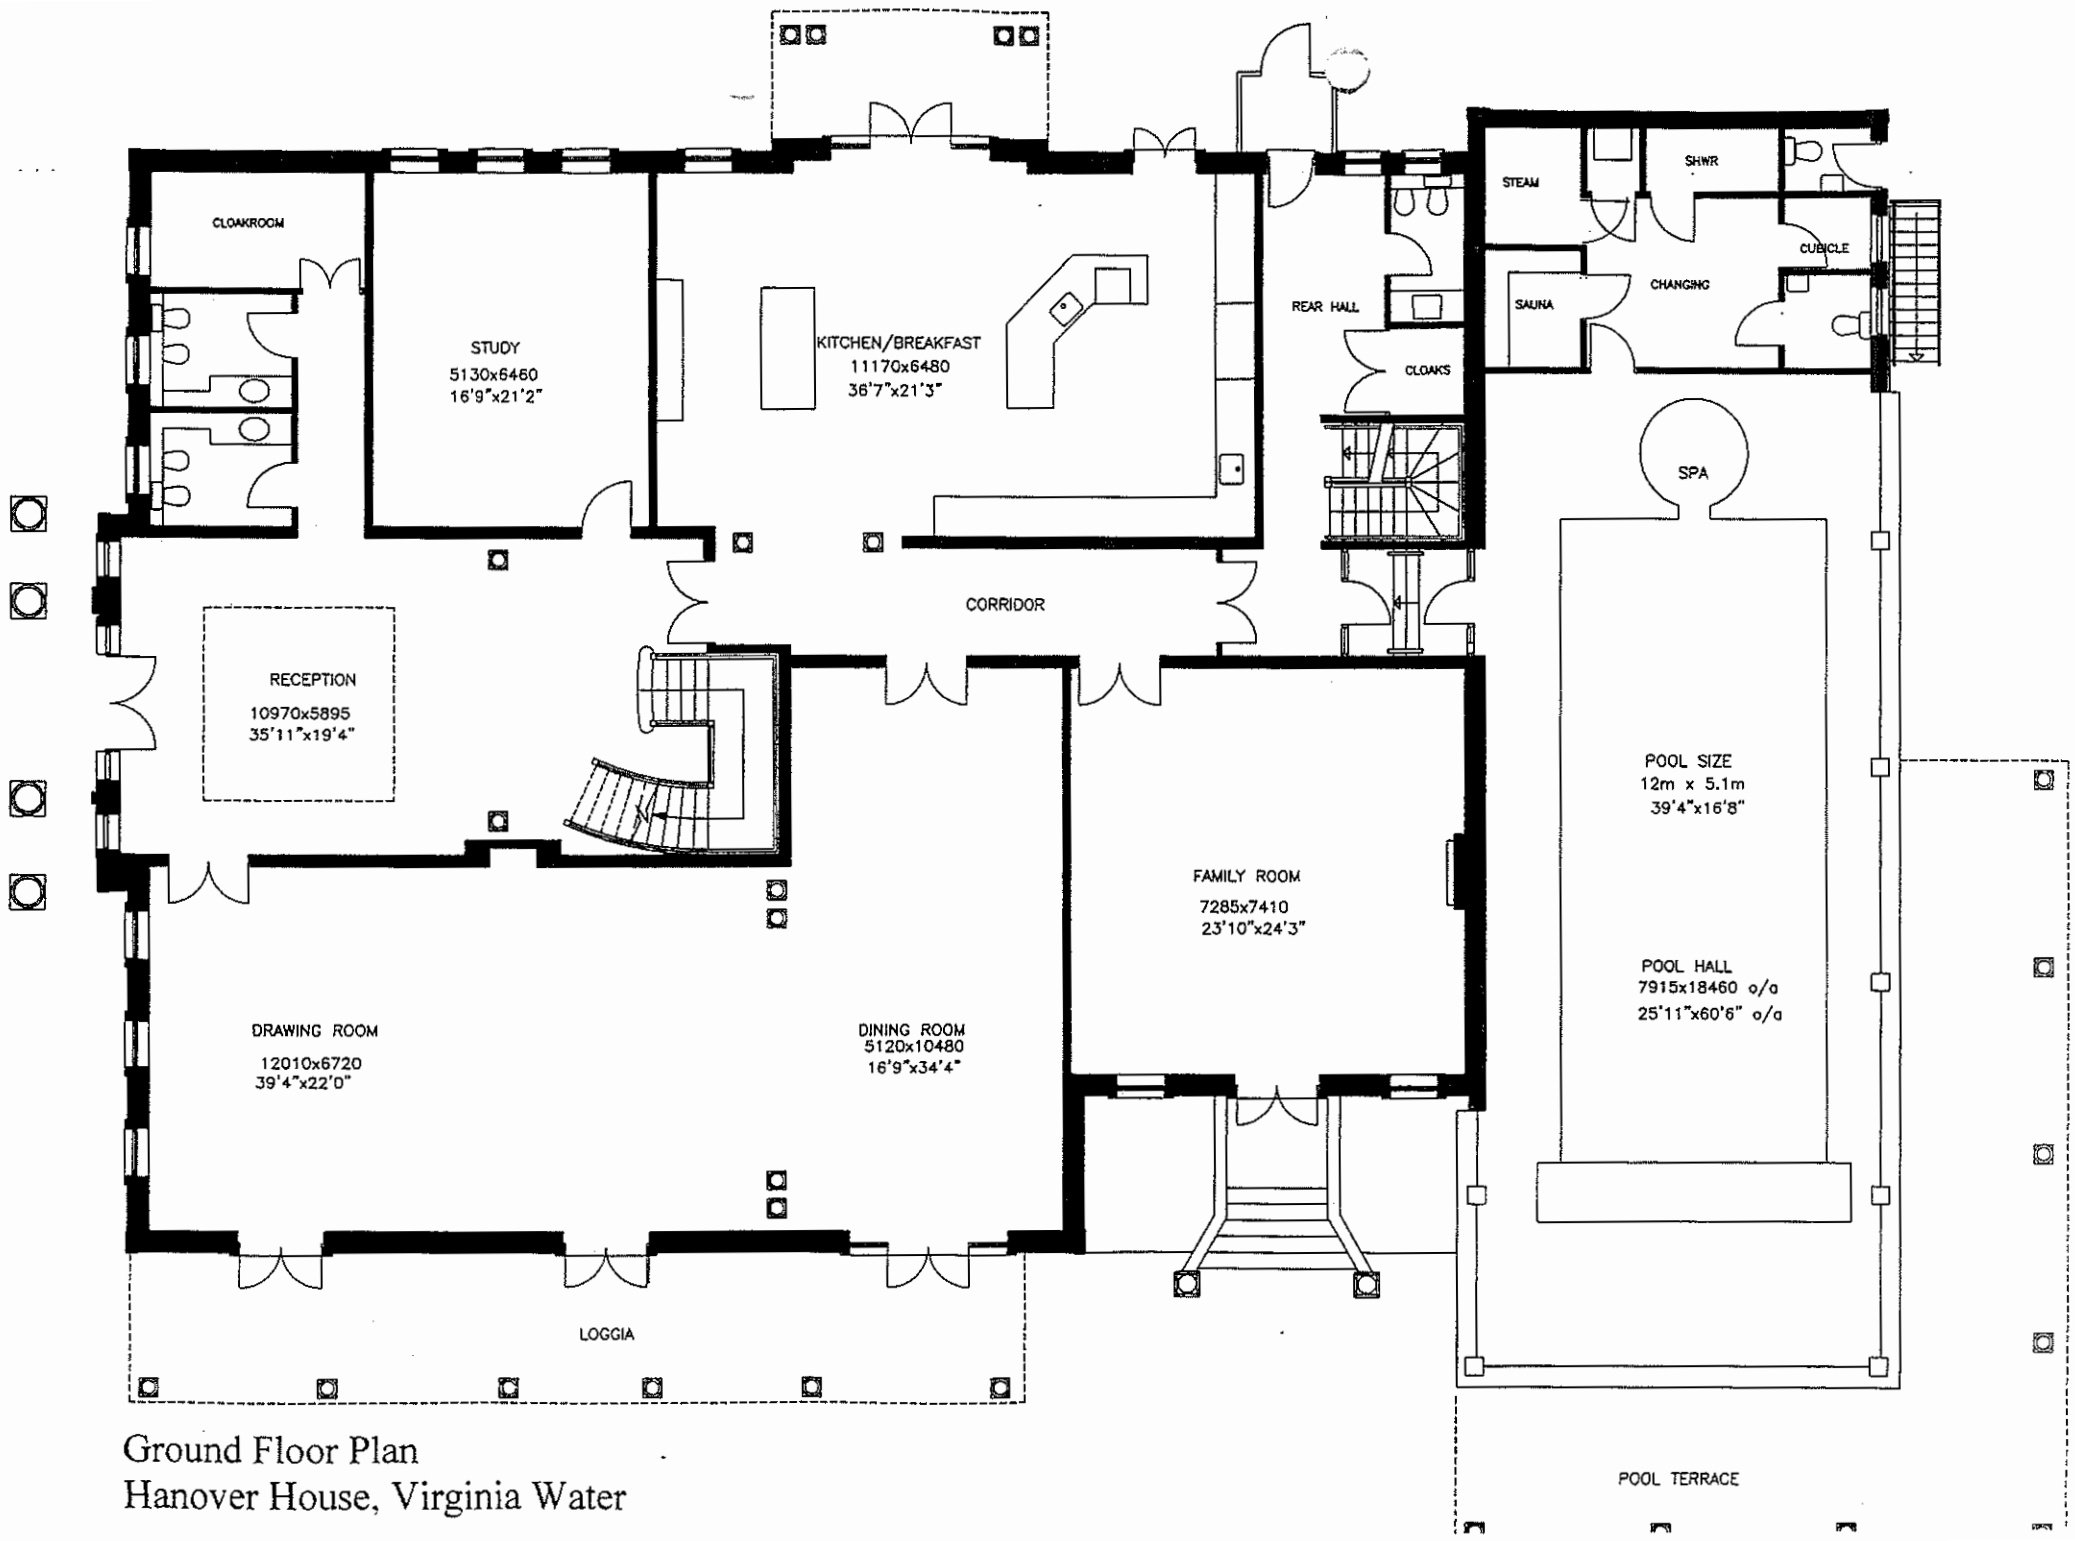 CLOAKROOM
STUDY
5130x6460
16'9"x21'2"
KITCHEN/BREAKFAST
11170x6480
36'7"x21'3"
REAR HALL
CLOAKS
STEAM
SHWR
CUBICLE
CHANGING
SAUNA
SPA
RECEPTION
10970x5895
35'11"x19'4"
CORRIDOR
POOL SIZE
12m x 5.1m
39'4"x16'8"
FAMILY ROOM
7285x7410
23'10"x24'3"
POOL HALL
7915x18460 o/a
25'11"x60'6" o/a
DRAWING ROOM
12010x6720
39'4"x22'0"
DINING ROOM
5120x10480
16'9"x34'4"
LOGGIA
POOL TERRACE
Ground Floor Plan
Hanover House, Virginia Water